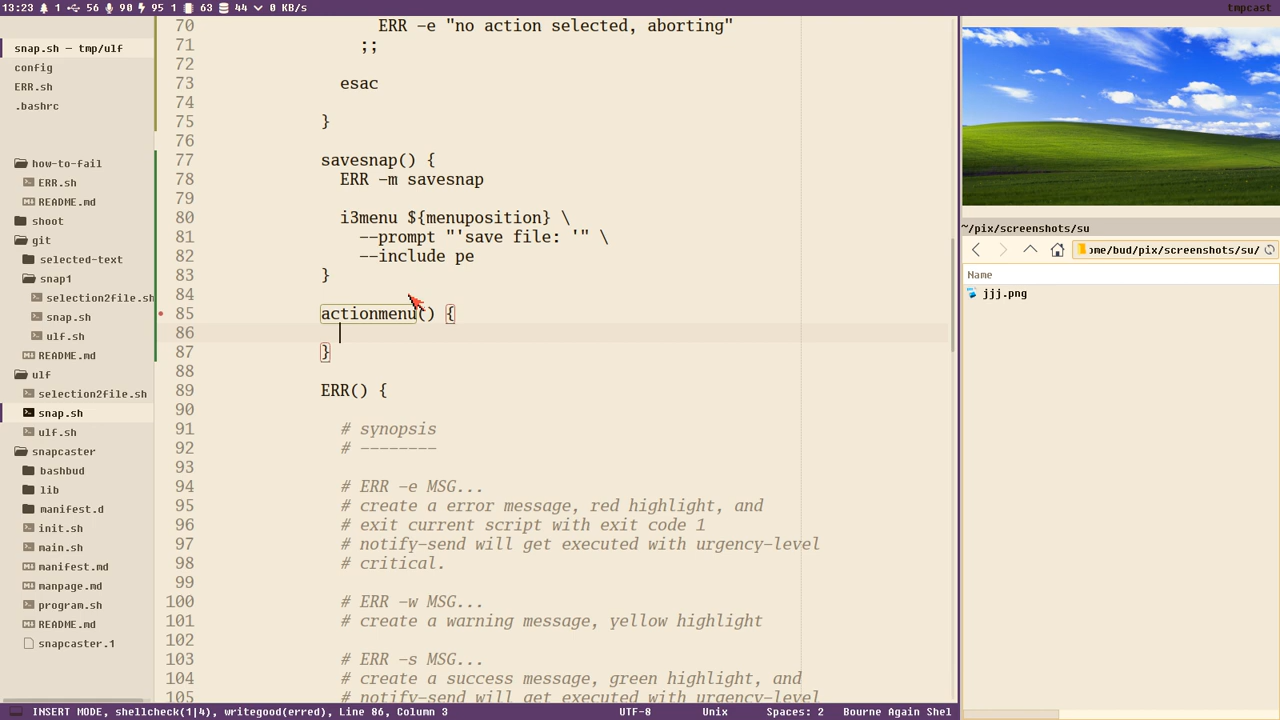 13:23 1 56 90 95 1 63 44 0 KB/s
tmpcast
snap.sh — tmp/ulf
config
ERR.sh
.bashrc
how-to-fail
ERR.sh
README.md
shoot
git
selected-text
snap1
selection2file.sh
snap.sh
ulf.sh
README.md
ulf
selection2file.sh
snap.sh
ulf.sh
snapcaster
bashbud
lib
manifest.d
init.sh
main.sh
manifest.md
manpage.md
program.sh
README.md
snapcaster.1
70 ERR -e "no action selected, aborting"
71 ;;
72
73 esac
74
75 }
76
77 savesnap() {
78 ERR -m savesnap
79
80 i3menu ${menuposition} \
81 --prompt "'save file: '" \
82 --include pe
83 }
84
85 actionmenu() {
86
87 }
88
89 ERR() {
90
91 # synopsis
92 # --------
93
94 # ERR -e MSG...
95 # create a error message, red highlight, and
96 # exit current script with exit code 1
97 # notify-send will get executed with urgency-level
98 # critical.
99
100 # ERR -w MSG...
101 # create a warning message, yellow highlight
102
103 # ERR -s MSG...
104 # create a success message, green highlight, and
105 # notify-send will get executed with urgency-level
~/pix/screenshots/su
ome/bud/pix/screenshots/su/
Name
jjj.png
INSERT MODE, shellcheck(1|4), writegood(erred), Line 86, Column 3 UTF-8 Unix Spaces: 2 Bourne Again Shel